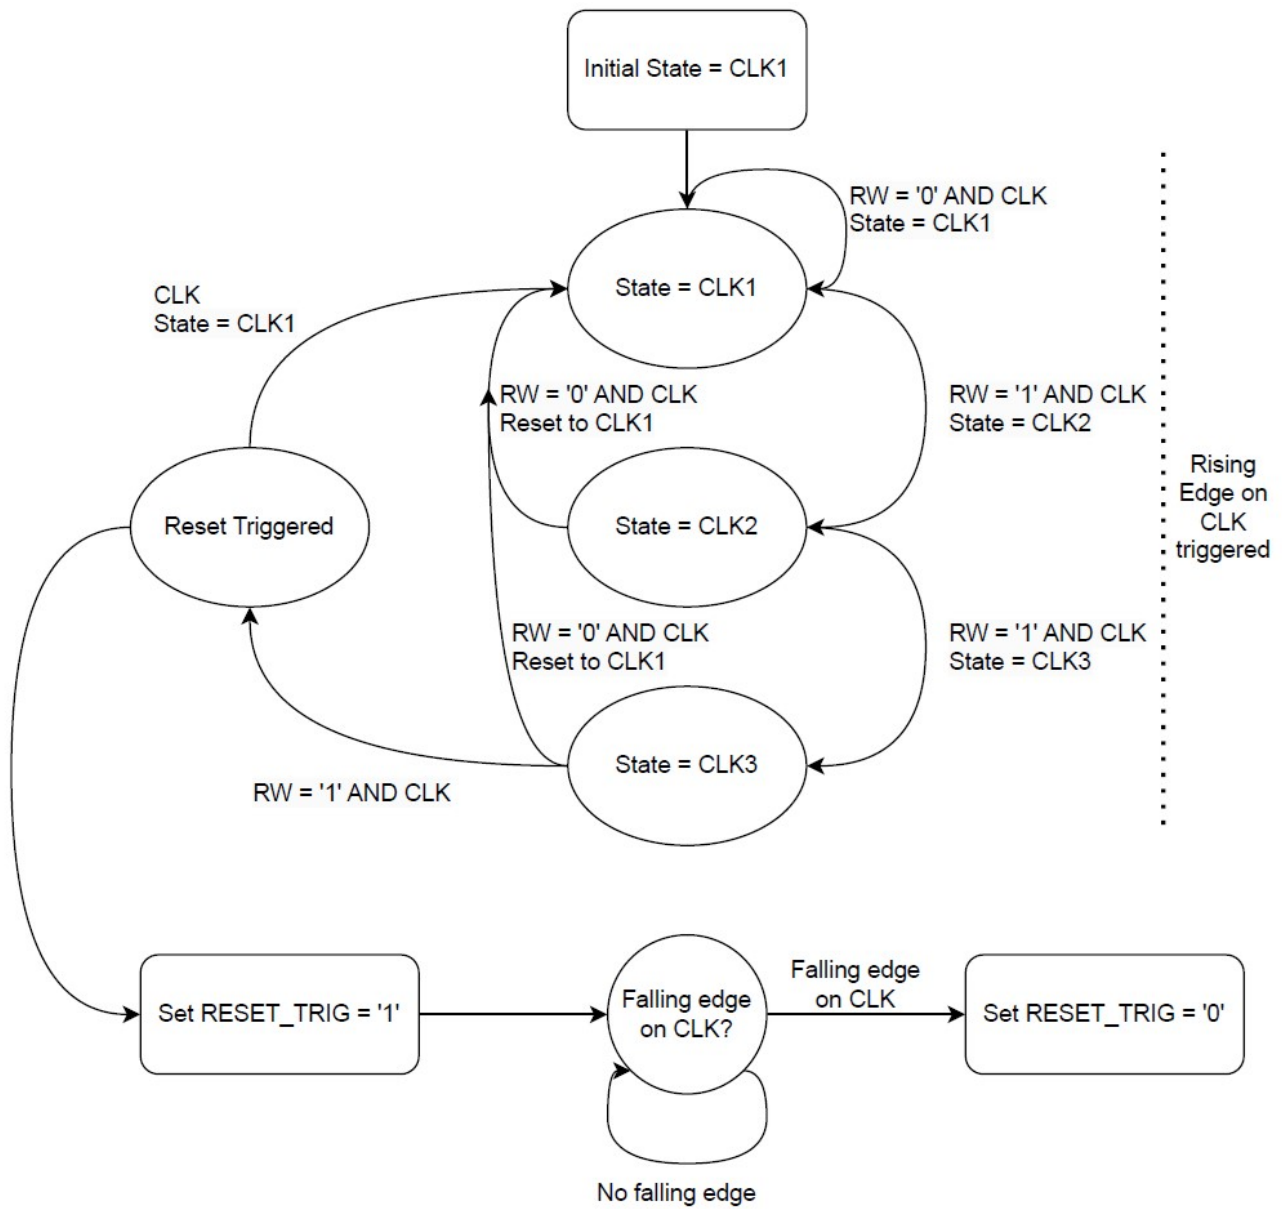 Initial State = CLK1
RW = '0' AND CLK
State = CLK1
State = CLK1
CLK
State = CLK1
RW = '0' AND CLK
Reset to CLK1
RW = '1' AND CLK
State = CLK2
Rising
Edge on
CLK
triggered
Reset Triggered
State = CLK2
RW = '0' AND CLK
Reset to CLK1
RW = '1' AND CLK
State = CLK3
State = CLK3
RW = '1' AND CLK
Set RESET_TRIG = '1'
Falling edge
on CLK?
Falling edge
on CLK
Set RESET_TRIG = '0'
No falling edge